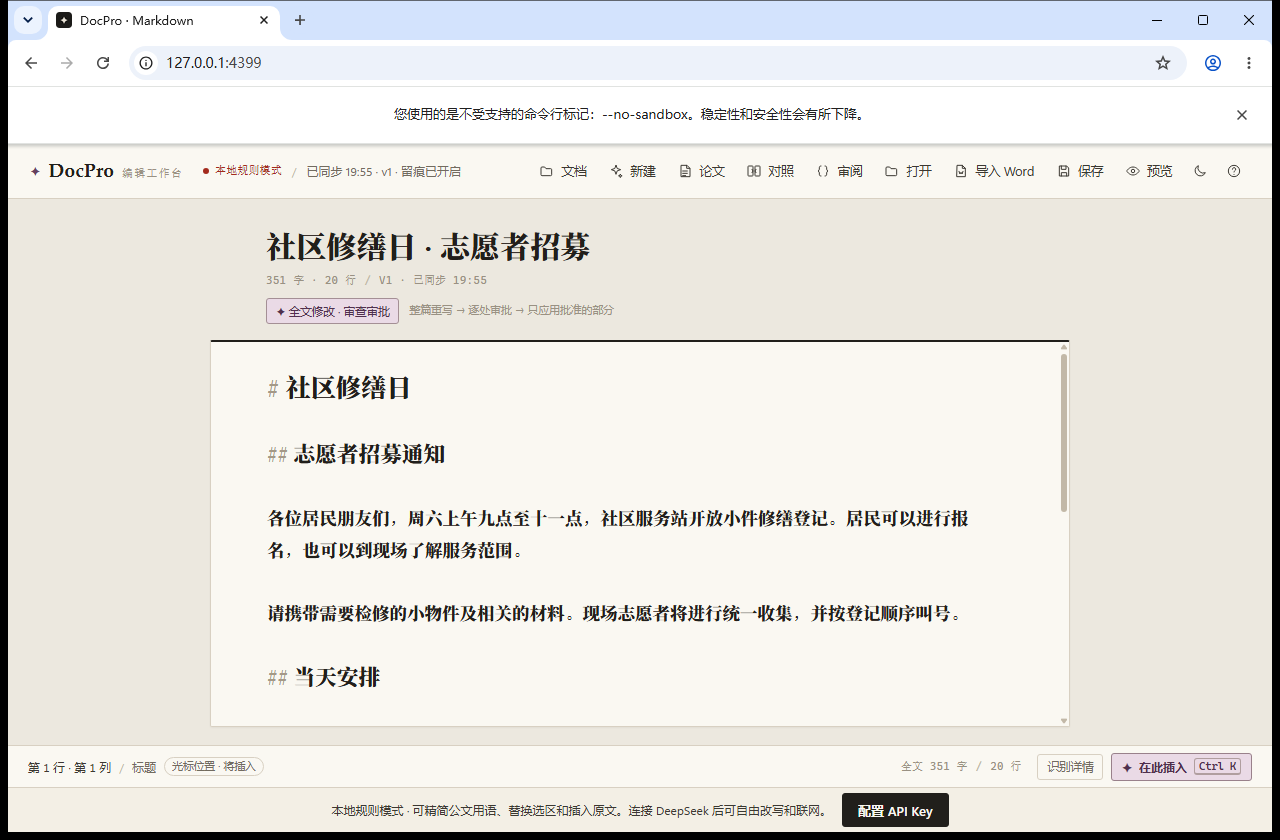 DocPro · Markdown
127.0.0.1:4399
您使用的是不受支持的命令行标记：--no-sandbox。稳定性和安全性会有所下降。
DocPro 编辑工作台 本地规则模式 / 已同步 19:55 · v1 · 留痕已开启 文档 新建 论文 对照 审阅 打开 导入 Word 保存 预览
社区修缮日 · 志愿者招募
351 字 · 20 行 / V1 · 已同步 19:55
✦ 全文修改 · 审查审批 整篇重写 → 逐处审批 → 只应用批准的部分
# 社区修缮日
## 志愿者招募通知
各位居民朋友们，周六上午九点至十一点，社区服务站开放小件修缮登记。居民可以进行报
名，也可以到现场了解服务范围。
请携带需要检修的小物件及相关的材料。现场志愿者将进行统一收集，并按登记顺序叫号。
## 当天安排
第 1 行 · 第 1 列 / 标题 光标位置 · 将插入 全文 351 字 / 20 行 识别详情 ✦ 在此插入 Ctrl K
本地规则模式 · 可精简公文用语、替换选区和插入原文。连接 DeepSeek 后可自由改写和联网。 配置 API Key